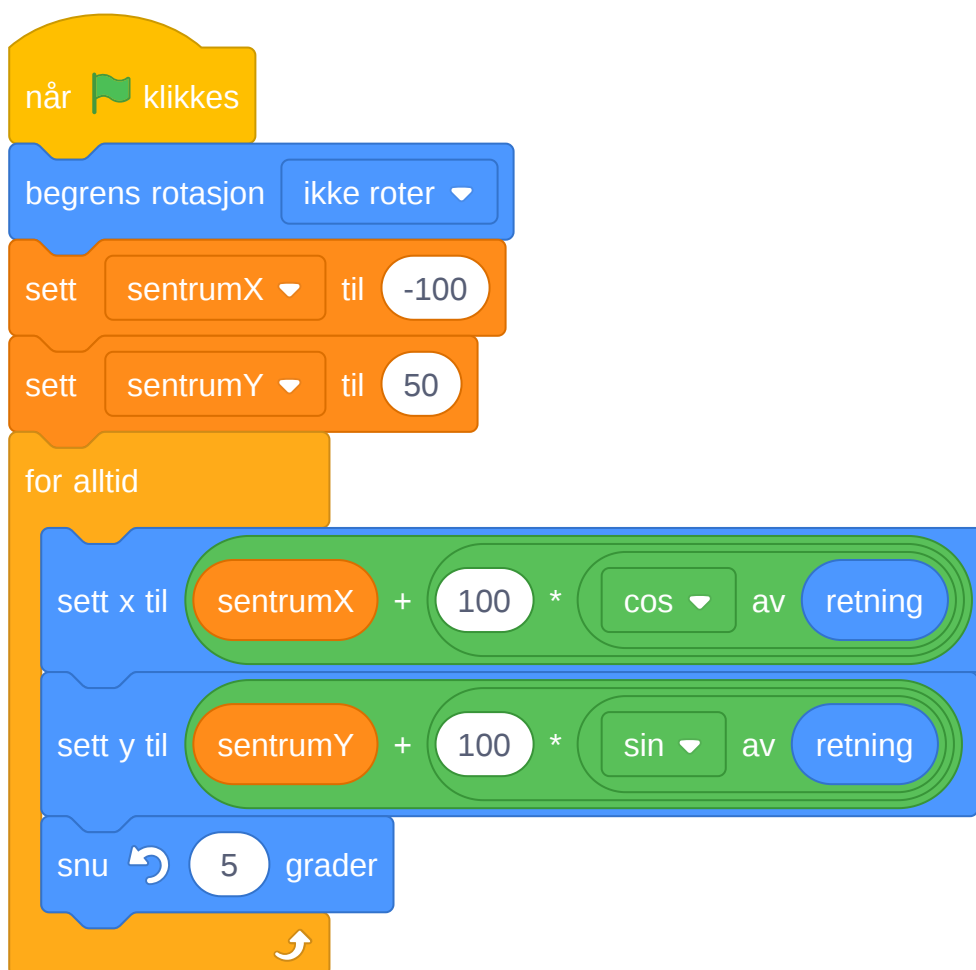 når klikkes
begrens rotasjon ikke roter
sett sentrumX til -100
sett sentrumY til 50
for alltid
sett x til sentrumX + 100 * cos av retning
sett y til sentrumY + 100 * sin av retning
snu 5 grader